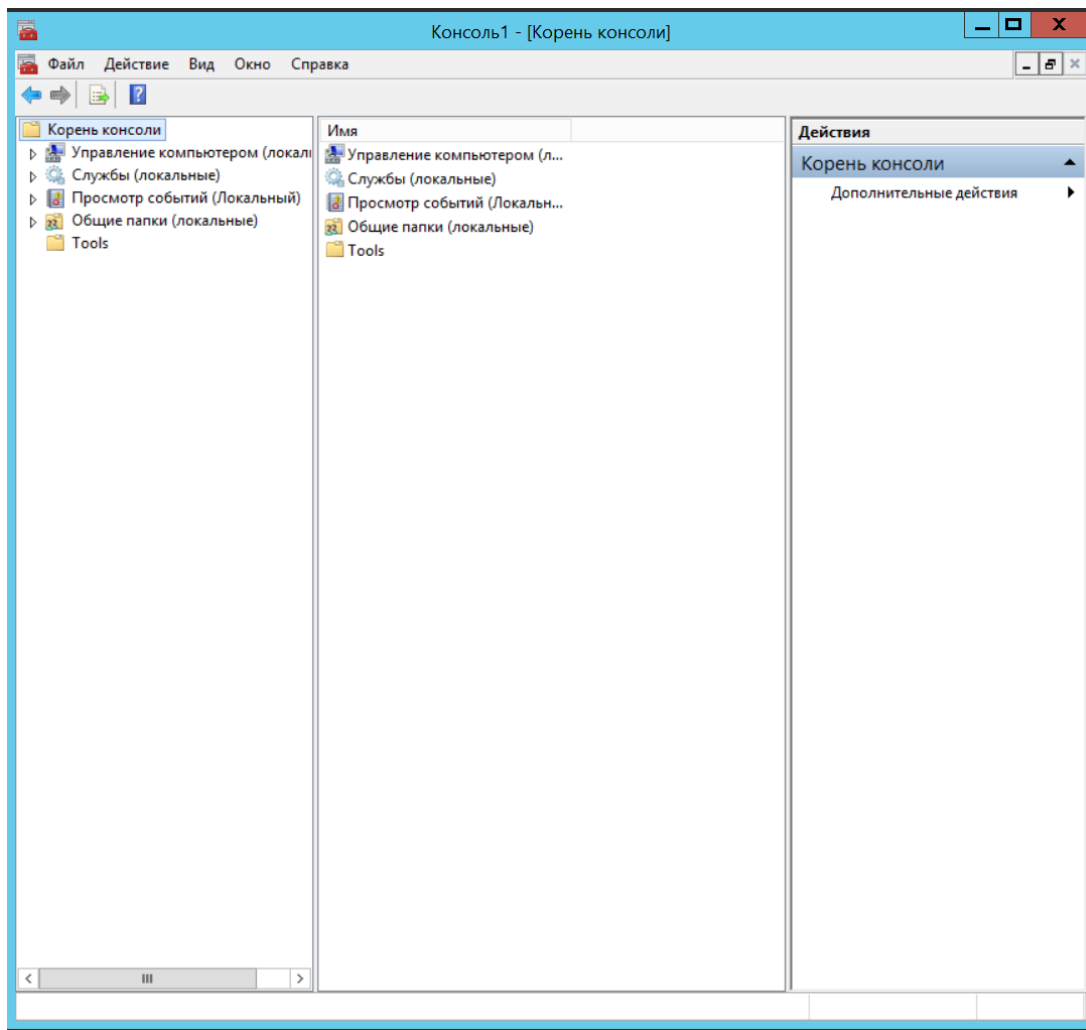 Консоль1 - [Корень консоли]
Файл Действие Вид Окно Справка
Корень консоли
Управление компьютером (локал
Службы (локальные)
Просмотр событий (Локальный)
Общие папки (локальные)
Tools
Имя
Управление компьютером (л...
Службы (локальные)
Просмотр событий (Локальн...
Общие папки (локальные)
Tools
Действия
Корень консоли
Дополнительные действия